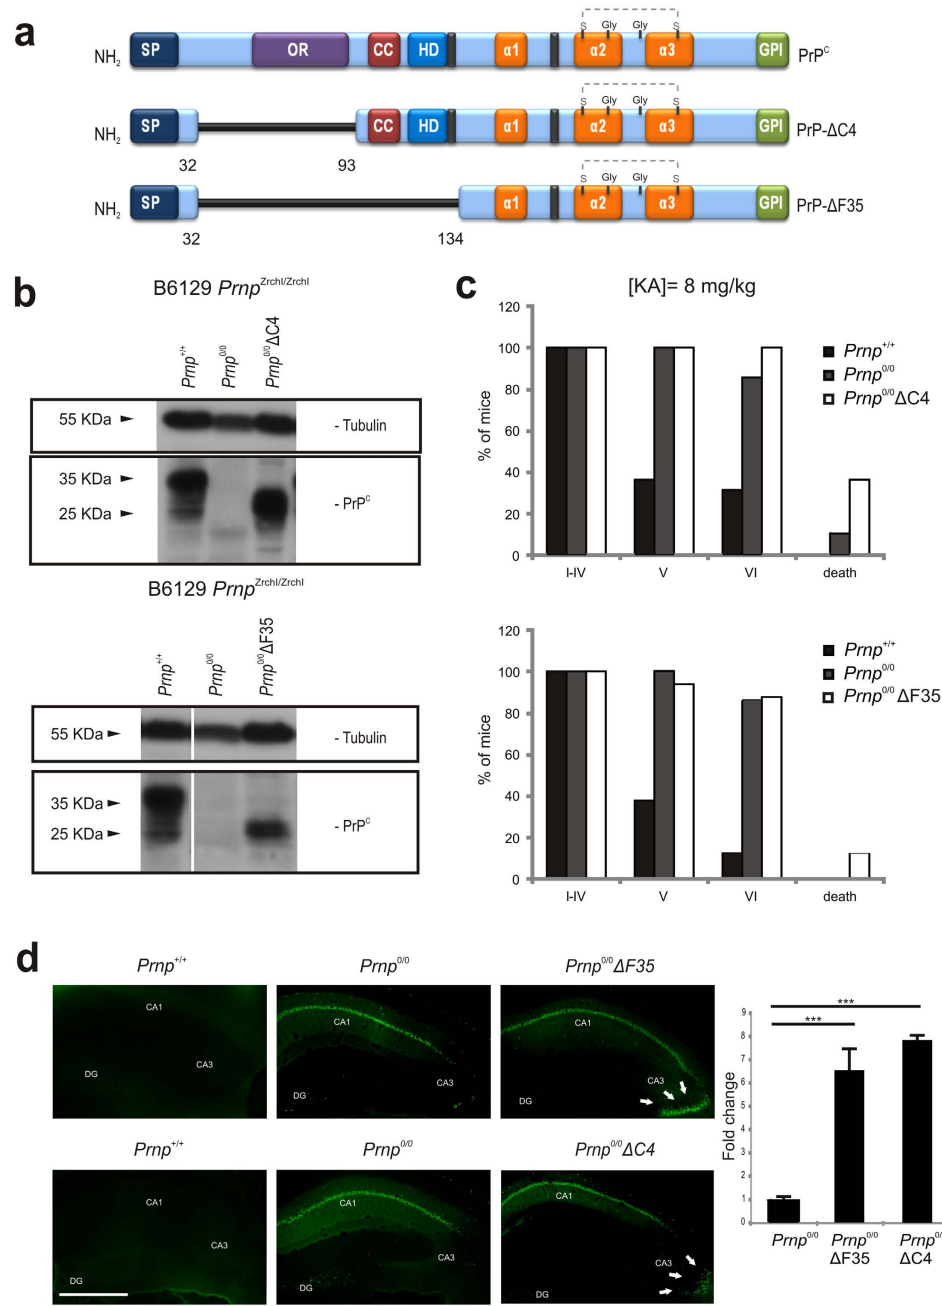 a
S Gly Gly S
NH2 SP OR CC HD α1 α2 α3 GPI PrPC
S Gly Gly S
NH2 SP CC HD α1 α2 α3 GPI PrP-ΔC4
32 93
S Gly Gly S
NH2 SP α1 α2 α3 GPI PrP-ΔF35
32 134
b
B6129 PrnpZrchI/ZrchI
Prnp+/+
Prnp0/0
Prnp0/0ΔC4
55 KDa
- Tubulin
35 KDa
25 KDa
- PrPC
B6129 PrnpZrchI/ZrchI
Prnp+/+
Prnp0/0
Prnp0/0ΔF35
55 KDa
- Tubulin
35 KDa
25 KDa
- PrPC
c
[KA]= 8 mg/kg
120
100
80
60
40
20
0
% of mice
I-IV V VI death
Prnp+/+
Prnp0/0
Prnp0/0ΔC4
120
100
80
60
40
20
0
% of mice
I-IV V VI death
Prnp+/+
Prnp0/0
Prnp0/0 ΔF35
d
Prnp+/+ Prnp0/0 Prnp0/0 ΔF35
CA1 CA3 DG
CA1 CA3 DG
CA1 CA3 DG
Prnp+/+ Prnp0/0 Prnp0/0ΔC4
CA1 CA3 DG
CA1 CA3 DG
CA1 CA3 DG
***
***
9
8
7
6
5
4
3
2
1
0
Fold change
Prnp0/0 Prnp0/0 Prnp0/
ΔF35 ΔC4